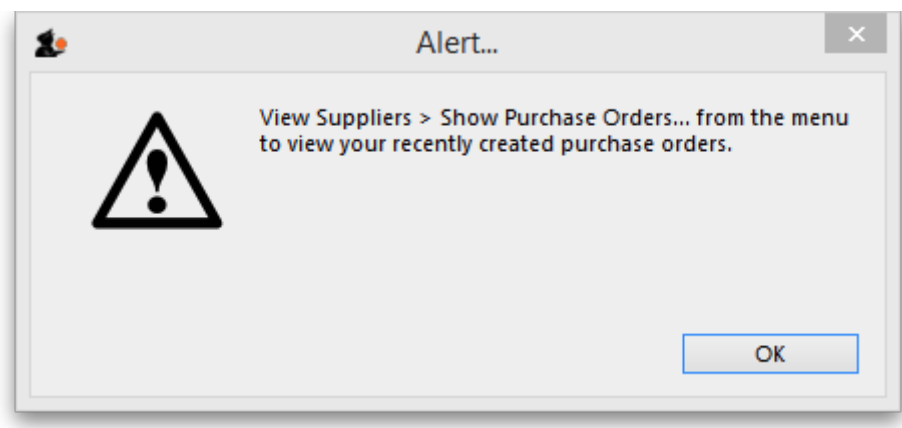 Alert...
View Suppliers > Show Purchase Orders... from the menu
to view your recently created purchase orders.
OK